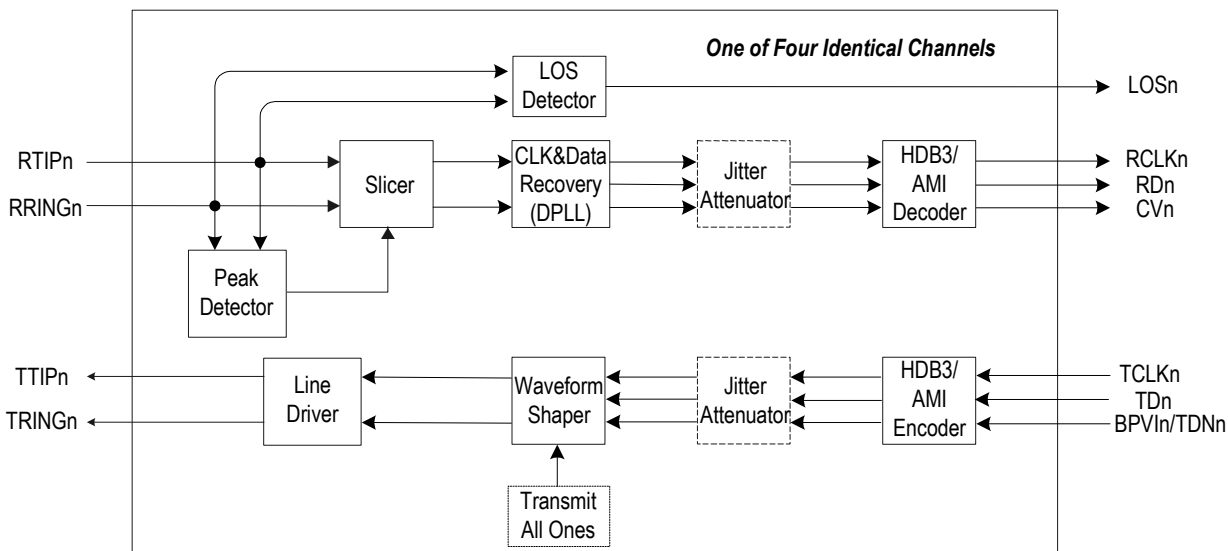 One of Four Identical Channels
LOS
Detector
LOSn
RTIPn
RRINGn
Slicer
CLK&Data
Recovery
(DPLL)
Jitter
Attenuator
HDB3/
AMI
Decoder
RCLKn
RDn
CVn
Peak
Detector
TTIPn
TRINGn
Line
Driver
Waveform
Shaper
Jitter
Attenuator
HDB3/
AMI
Encoder
TCLKn
TDn
BPVIn/TDNn
Transmit
All Ones